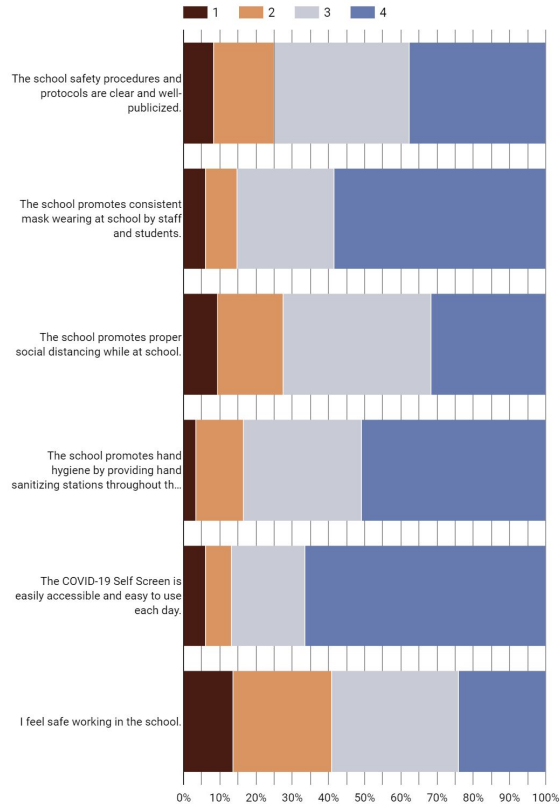 1 2 3 4
The school safety procedures and
protocols are clear and well-
publicized.
The school promotes consistent
mask wearing at school by staff
and students.
The school promotes proper
social distancing while at school.
The school promotes hand
hygiene by providing hand
sanitizing stations throughout th…
The COVID-19 Self Screen is
easily accessible and easy to use
each day.
I feel safe working in the school.
0% 10% 20% 30% 40% 50% 60% 70% 80% 90% 100%